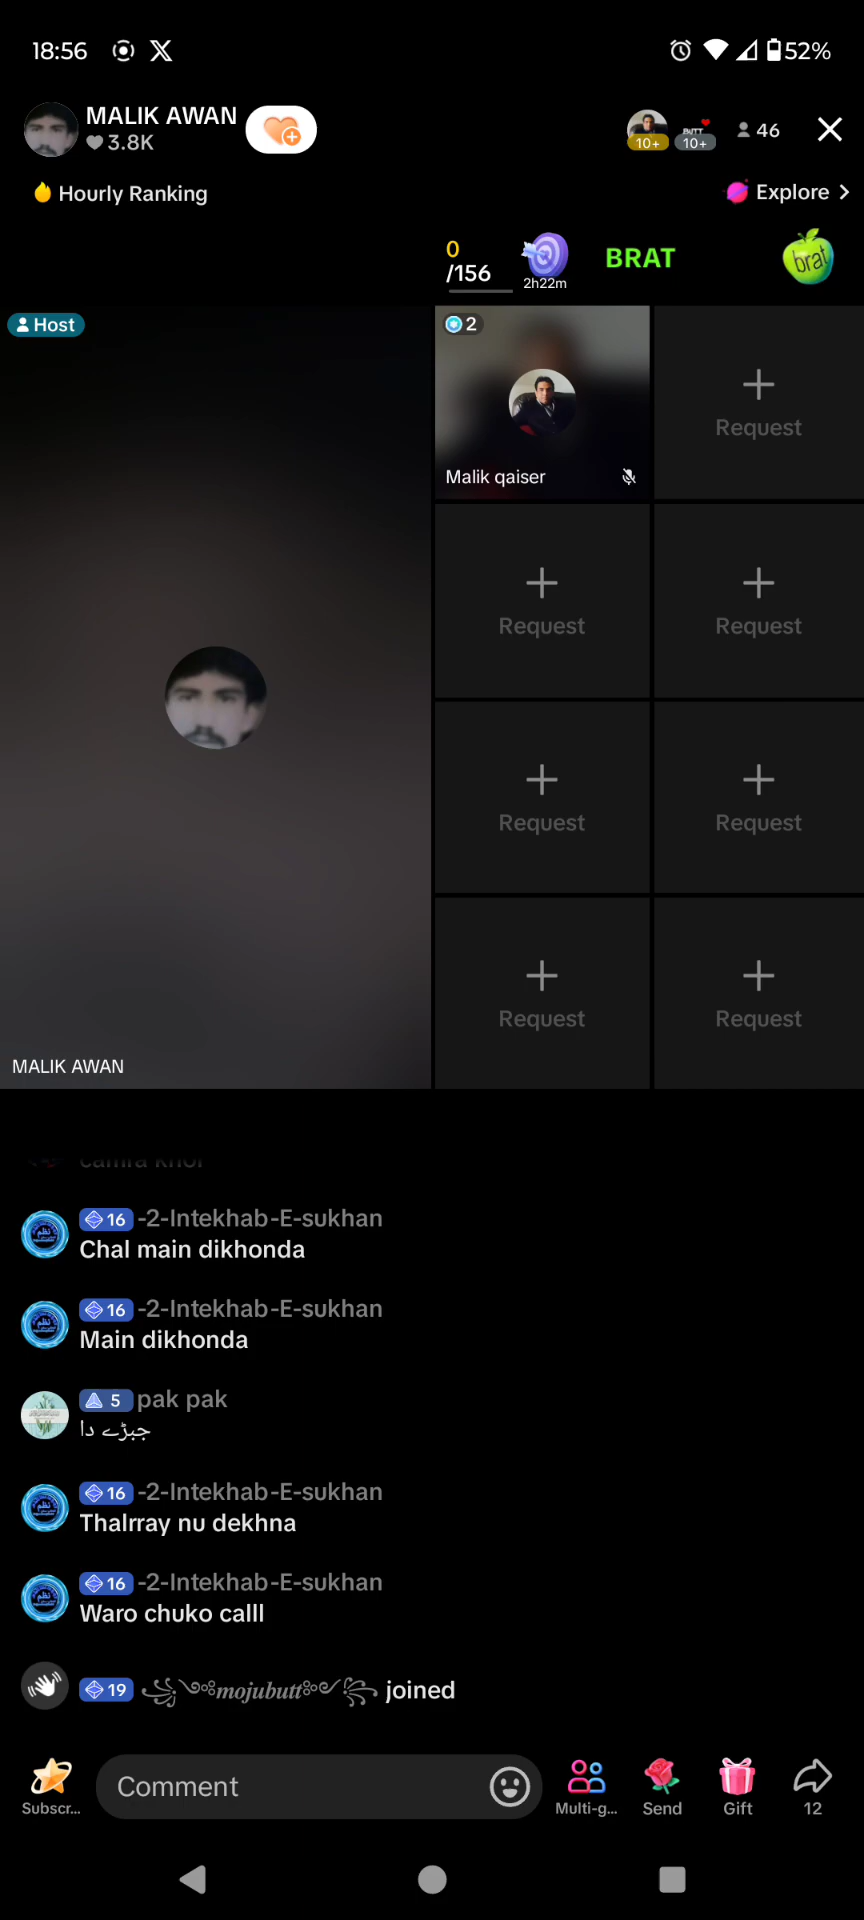 18:56
52%
MALIK AWAN
3.8K
10+
BUTT
10+
46
Hourly Ranking
Explore
0
/156
2h22m
BRAT
brat
Host
2
Malik qaiser
Request
Request
Request
Request
Request
Request
Request
MALIK AWAN
16 -2-Intekhab-E-sukhan
Chal main dikhonda
16 -2-Intekhab-E-sukhan
Main dikhonda
5 pak pak
جبڑے دا
16 -2-Intekhab-E-sukhan
Thalrray nu dekhna
16 -2-Intekhab-E-sukhan
Waro chuko calll
19 mojubutt joined
Comment
Subscr...
Multi-g...
Send
Gift
12